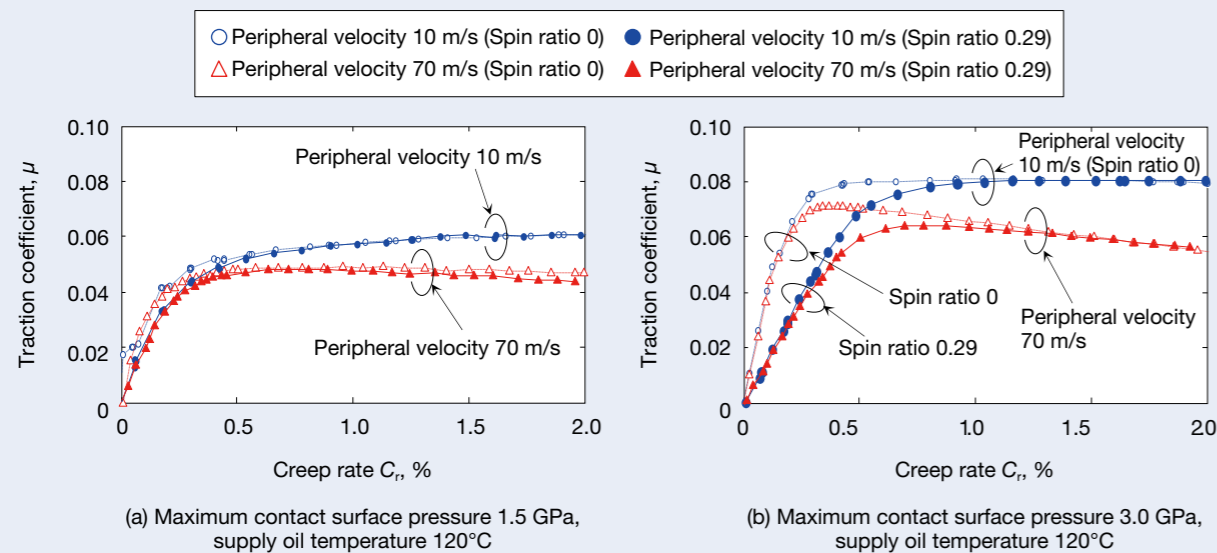 Peripheral velocity 10 m/s (Spin ratio 0)
Peripheral velocity 10 m/s (Spin ratio 0.29)
Peripheral velocity 70 m/s (Spin ratio 0)
Peripheral velocity 70 m/s (Spin ratio 0.29)
Traction coefficient, μ
0.10
0.08
0.06
0.04
0.02
0
Peripheral velocity 10 m/s
Peripheral velocity 70 m/s
0
0.5
1.0
1.5
2.0
Creep rate Cr, %
(a) Maximum contact surface pressure 1.5 GPa,
supply oil temperature 120°C
Traction coefficient, μ
0.10
0.08
0.06
0.04
0.02
0
Peripheral velocity
10 m/s (Spin ratio 0)
Spin ratio 0
Spin ratio 0.29
Peripheral velocity
70 m/s
0
0.5
1.0
1.5
2.0
Creep rate Cr, %
(b) Maximum contact surface pressure 3.0 GPa,
supply oil temperature 120°C